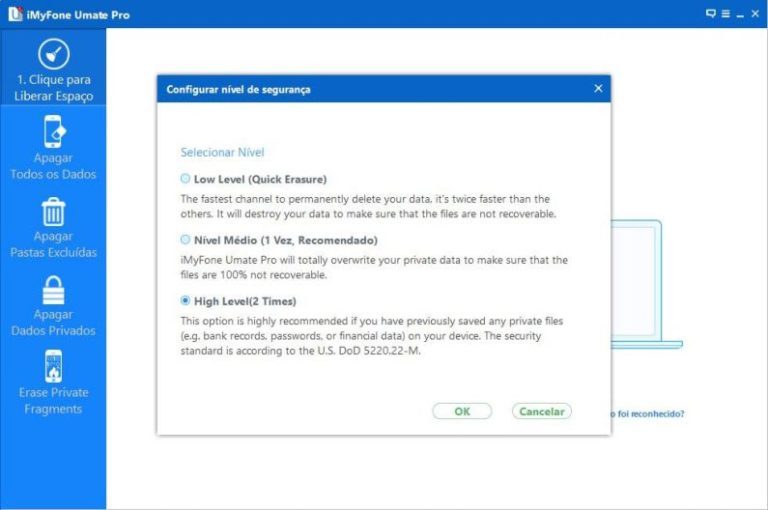 iMyFone Umate Pro
1. Clique para
Liberar Espaço
Apagar
Todos os Dados
Apagar
Pastas Excluídas
Apagar
Dados Privados
Erase Private
Fragments
Configurar nível de segurança
Selecionar Nível
Low Level (Quick Erasure)
The fastest channel to permanently delete your data, it's twice faster than the
others. It will destroy your data to make sure that the files are not recoverable.
Nível Médio (1 Vez, Recomendado)
iMyFone Umate Pro will totally overwrite your private data to make sure that the
files are 100% not recoverable.
High Level(2 Times)
This option is highly recommended if you have previously saved any private files
(e.g. bank records, passwords, or financial data) on your device. The security
standard is according to the U.S. DoD 5220.22-M.
OK
Cancelar
o foi reconhecido?